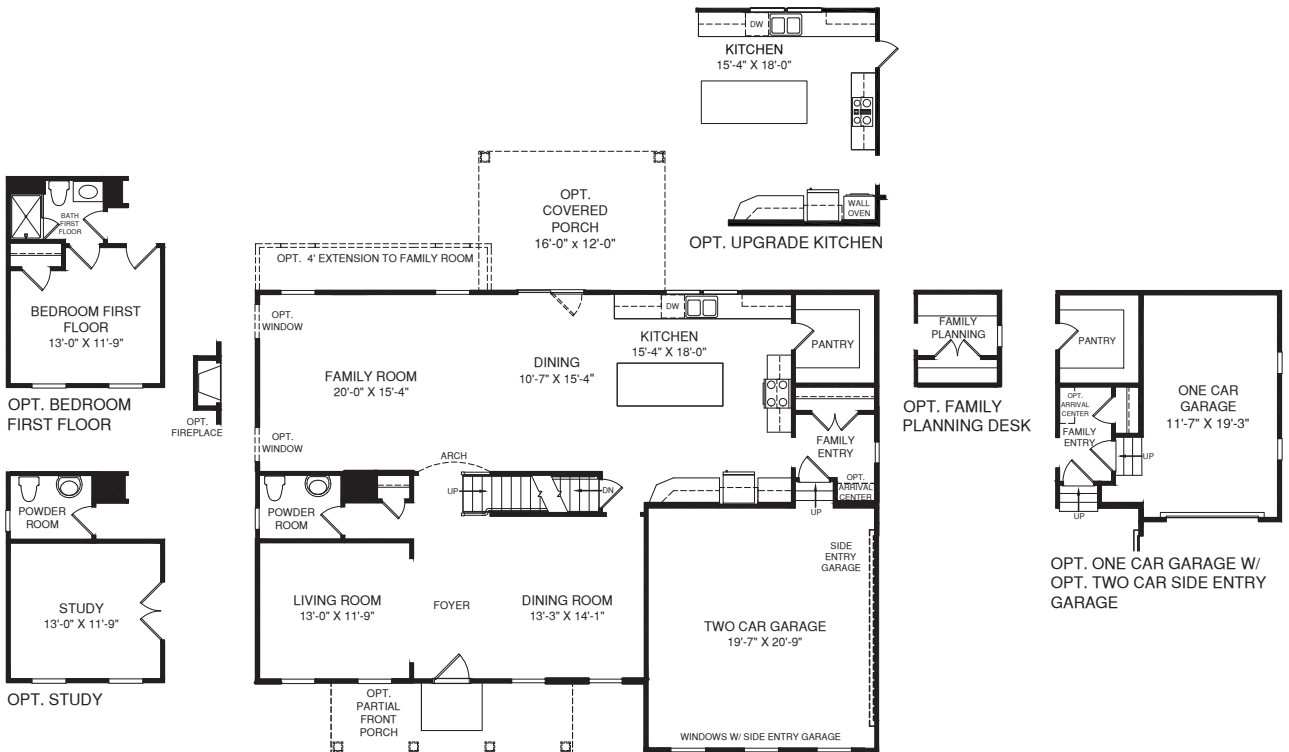 DW
KITCHEN
15'-4" X 18'-0"
WALL
OVEN
OPT. UPGRADE KITCHEN
OPT.
COVERED
PORCH
16'-0" x 12'-0"
OPT. 4' EXTENSION TO FAMILY ROOM
BATH
FIRST
FLOOR
BEDROOM FIRST
FLOOR
13'-0" X 11'-9"
OPT. BEDROOM
FIRST FLOOR
OPT.
FIREPLACE
OPT.
WINDOW
FAMILY ROOM
20'-0" X 15'-4"
OPT.
WINDOW
DINING
10'-7" X 15'-4"
DW
KITCHEN
15'-4" X 18'-0"
PANTRY
FAMILY
ENTRY
OPT.
ARRIVAL
CENTER
UP
FAMILY
PLANNING
OPT. FAMILY
PLANNING DESK
PANTRY
OPT.
ARRIVAL
CENTER
FAMILY
ENTRY
UP
UP
ONE CAR
GARAGE
11'-7" X 19'-3"
OPT. ONE CAR GARAGE W/
OPT. TWO CAR SIDE ENTRY
GARAGE
ARCH
UP
DN
POWDER
ROOM
POWDER
ROOM
STUDY
13'-0" X 11'-9"
OPT. STUDY
LIVING ROOM
13'-0" X 11'-9"
FOYER
DINING ROOM
13'-3" X 14'-1"
SIDE
ENTRY
GARAGE
TWO CAR GARAGE
19'-7" X 20'-9"
WINDOWS W/ SIDE ENTRY GARAGE
OPT.
PARTIAL
FRONT
PORCH